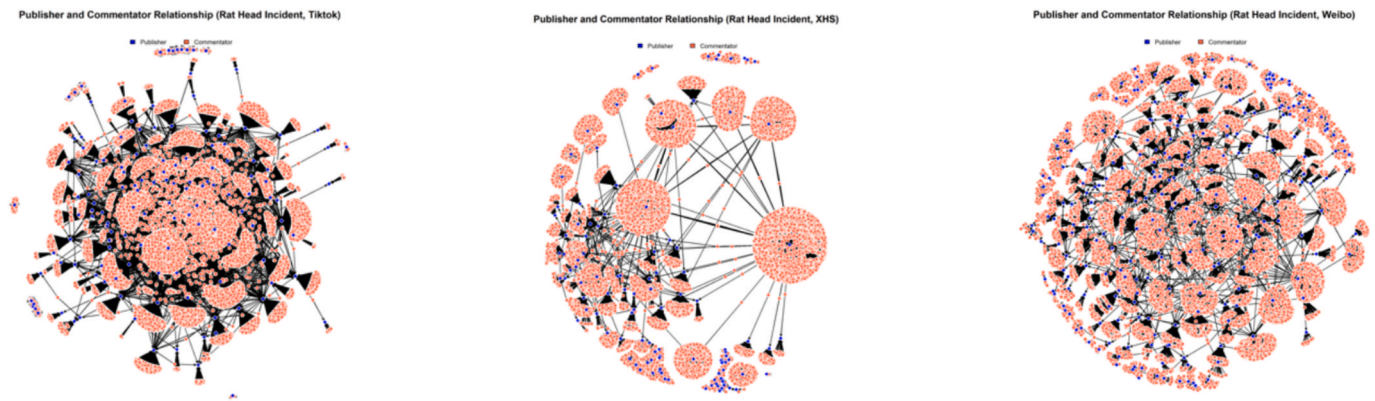 Publisher and Commentator Relationship (Rat Head Incident, Tiktok)
Publisher Commentator
Publisher and Commentator Relationship (Rat Head Incident, XHS)
Publisher Commentator
Publisher and Commentator Relationship (Rat Head Incident, Weibo)
Publisher Commentator